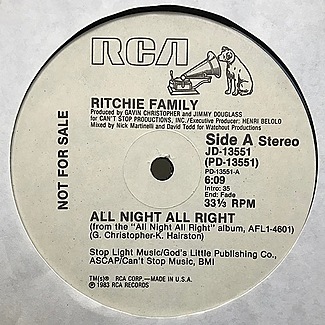 RCA
RITCHIE FAMILY
Produced by GAVIN CHRISTOPHER and JIMMY DOUGLASS
for CAN'T STOP PRODUCTIONS, INC./Executive Producer: HENRI BELOLO
Mixed by Nick Martinelli and David Todd for Watchout Productions
NOT FOR SALE
Side A Stereo
JD-13551
(PD-13551)
PD-13551-A
6:09
Intro: 35
End: Fade
33⅓ RPM
ALL NIGHT ALL RIGHT
(from the "All Night All Right" album, AFL1-4601)
(G. Christopher-K. Hairston)
Stop Light Music/God's Little Publishing Co.,
ASCAP/Can't Stop Music, BMI
TM(s)® RCA CORP.—MADE IN U.S.A.
℗ 1983 RCA RECORDS